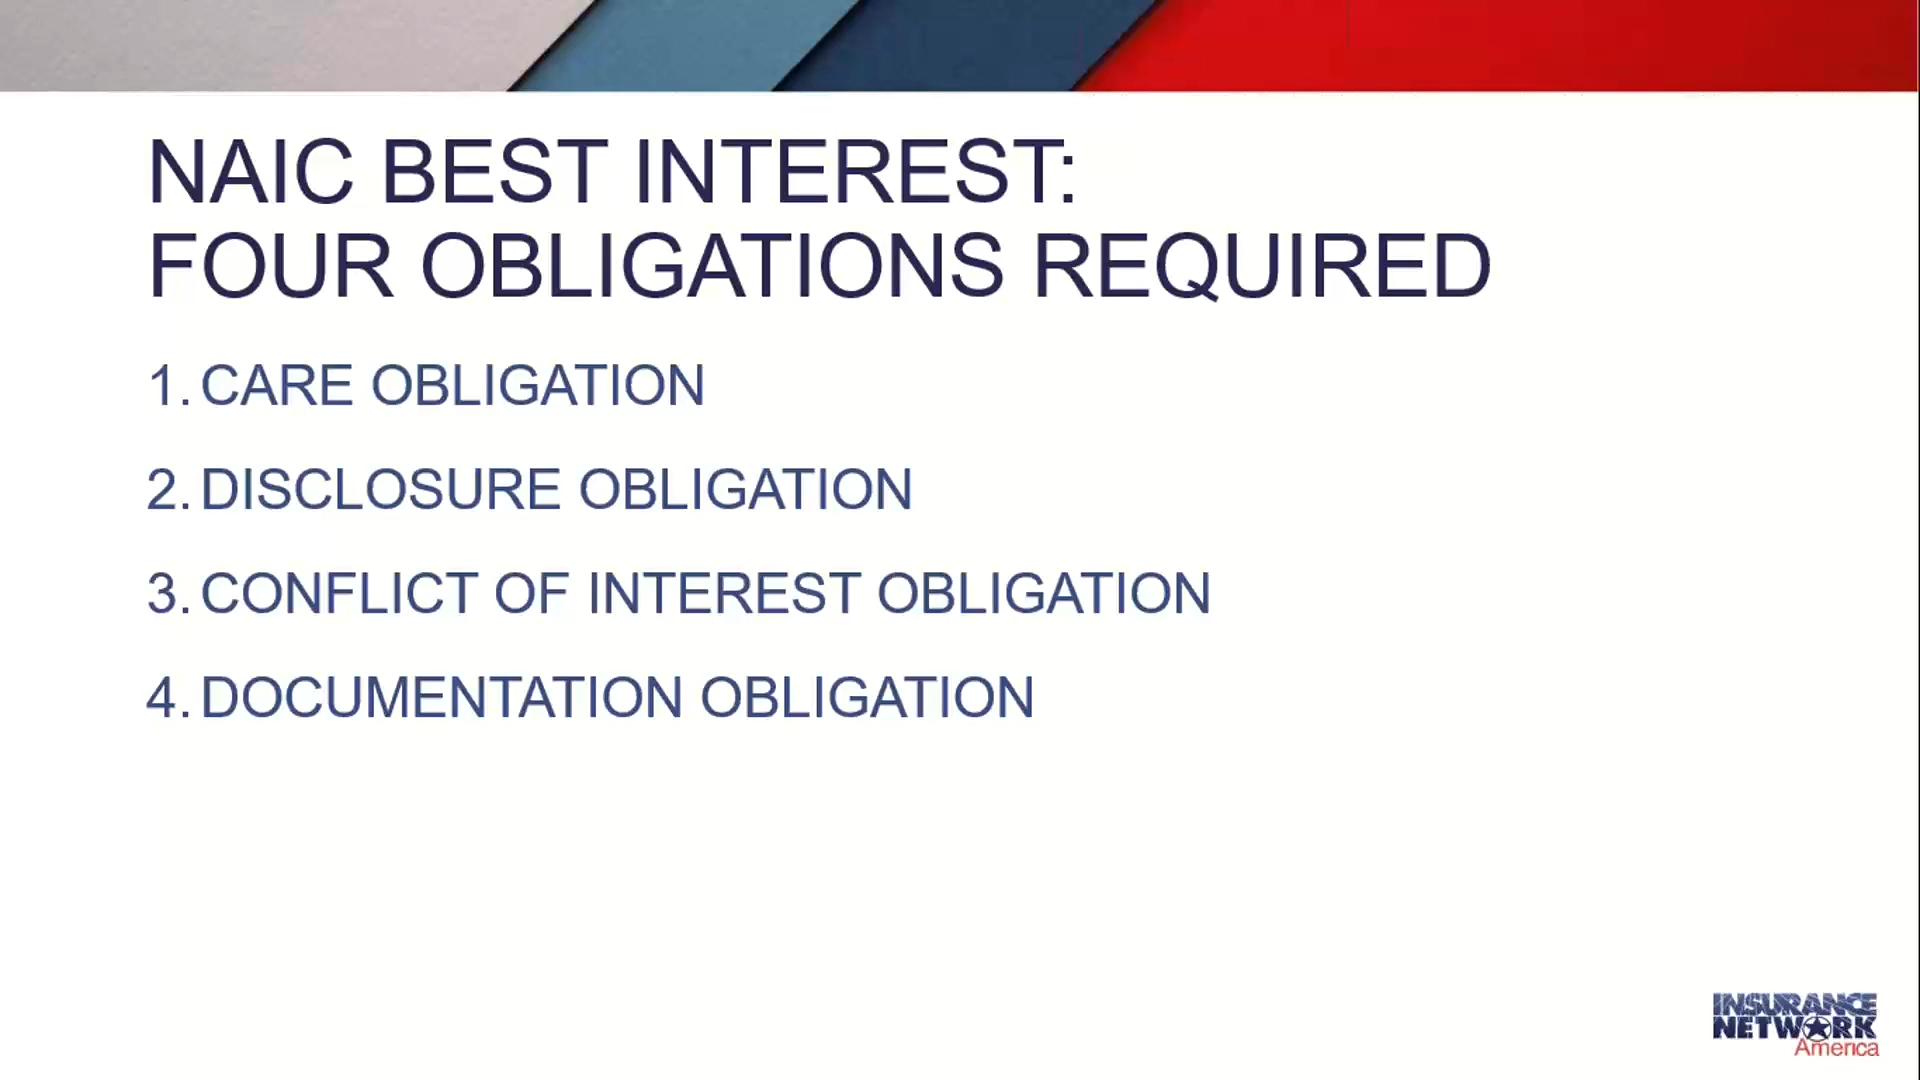 NAIC BEST INTEREST:
FOUR OBLIGATIONS REQUIRED
1. CARE OBLIGATION
2. DISCLOSURE OBLIGATION
3. CONFLICT OF INTEREST OBLIGATION
4. DOCUMENTATION OBLIGATION
INSURANCE
NETWORK
America